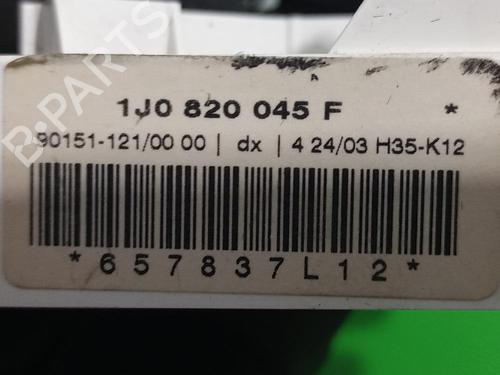 1J0 820 045 F *
90151-121/00 00 | dx | 4 24/03 H35-K12
*657837L12*
B-PARTS